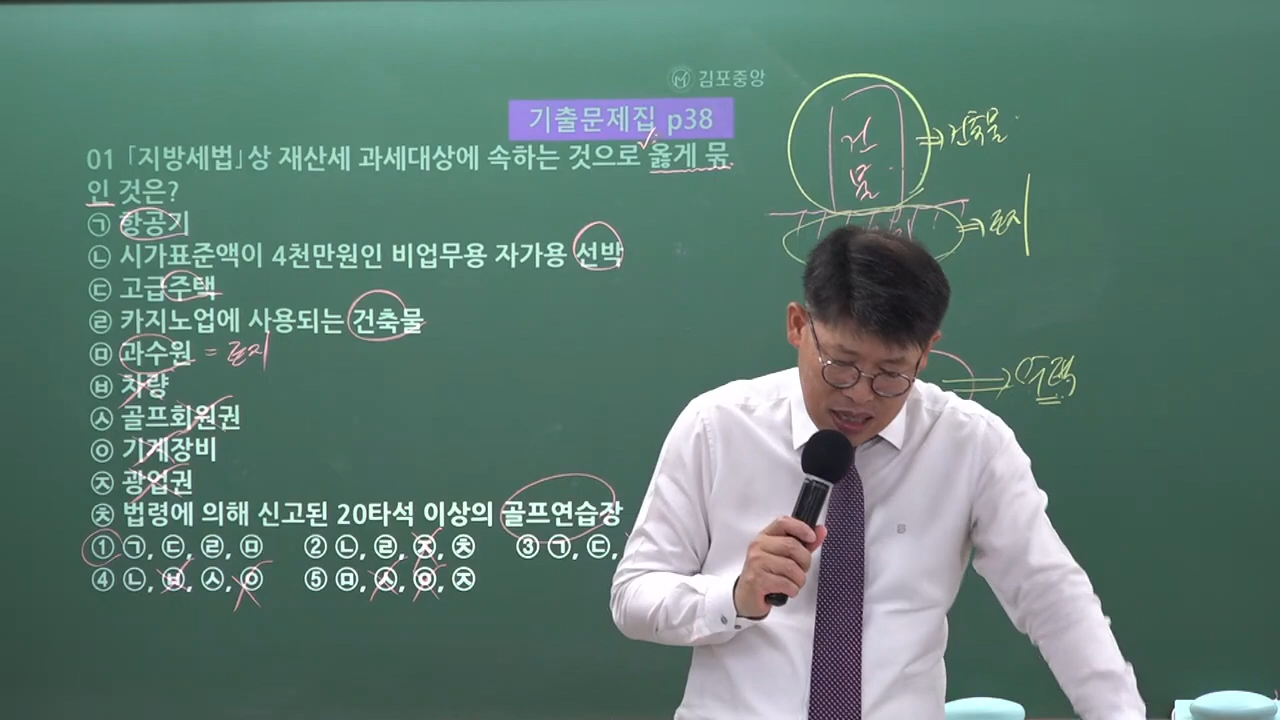 김포중앙
기출문제집 p38
01 「지방세법」상 재산세 과세대상에 속하는 것으로 옳게 묶
인 것은?
㉠ 항공기
㉡ 시가표준액이 4천만원인 비업무용 자가용 선박
㉢ 고급주택
㉣ 카지노업에 사용되는 건축물
㉤ 과수원 = 토지
㉥ 차량
㉦ 골프회원권
㉧ 기계장비
㉨ 광업권
㉩ 법령에 의해 신고된 20타석 이상의 골프연습장
① ㉠, ㉢, ㉣, ㉤ ② ㉡, ㉣, ㉨, ㉩ ③ ㉠, ㉢,
④ ㉡, ㉥, ㉦, ㉧ ⑤ ㉤, ㉦, ㉧, ㉨
건물
건축물
토지
주택
B